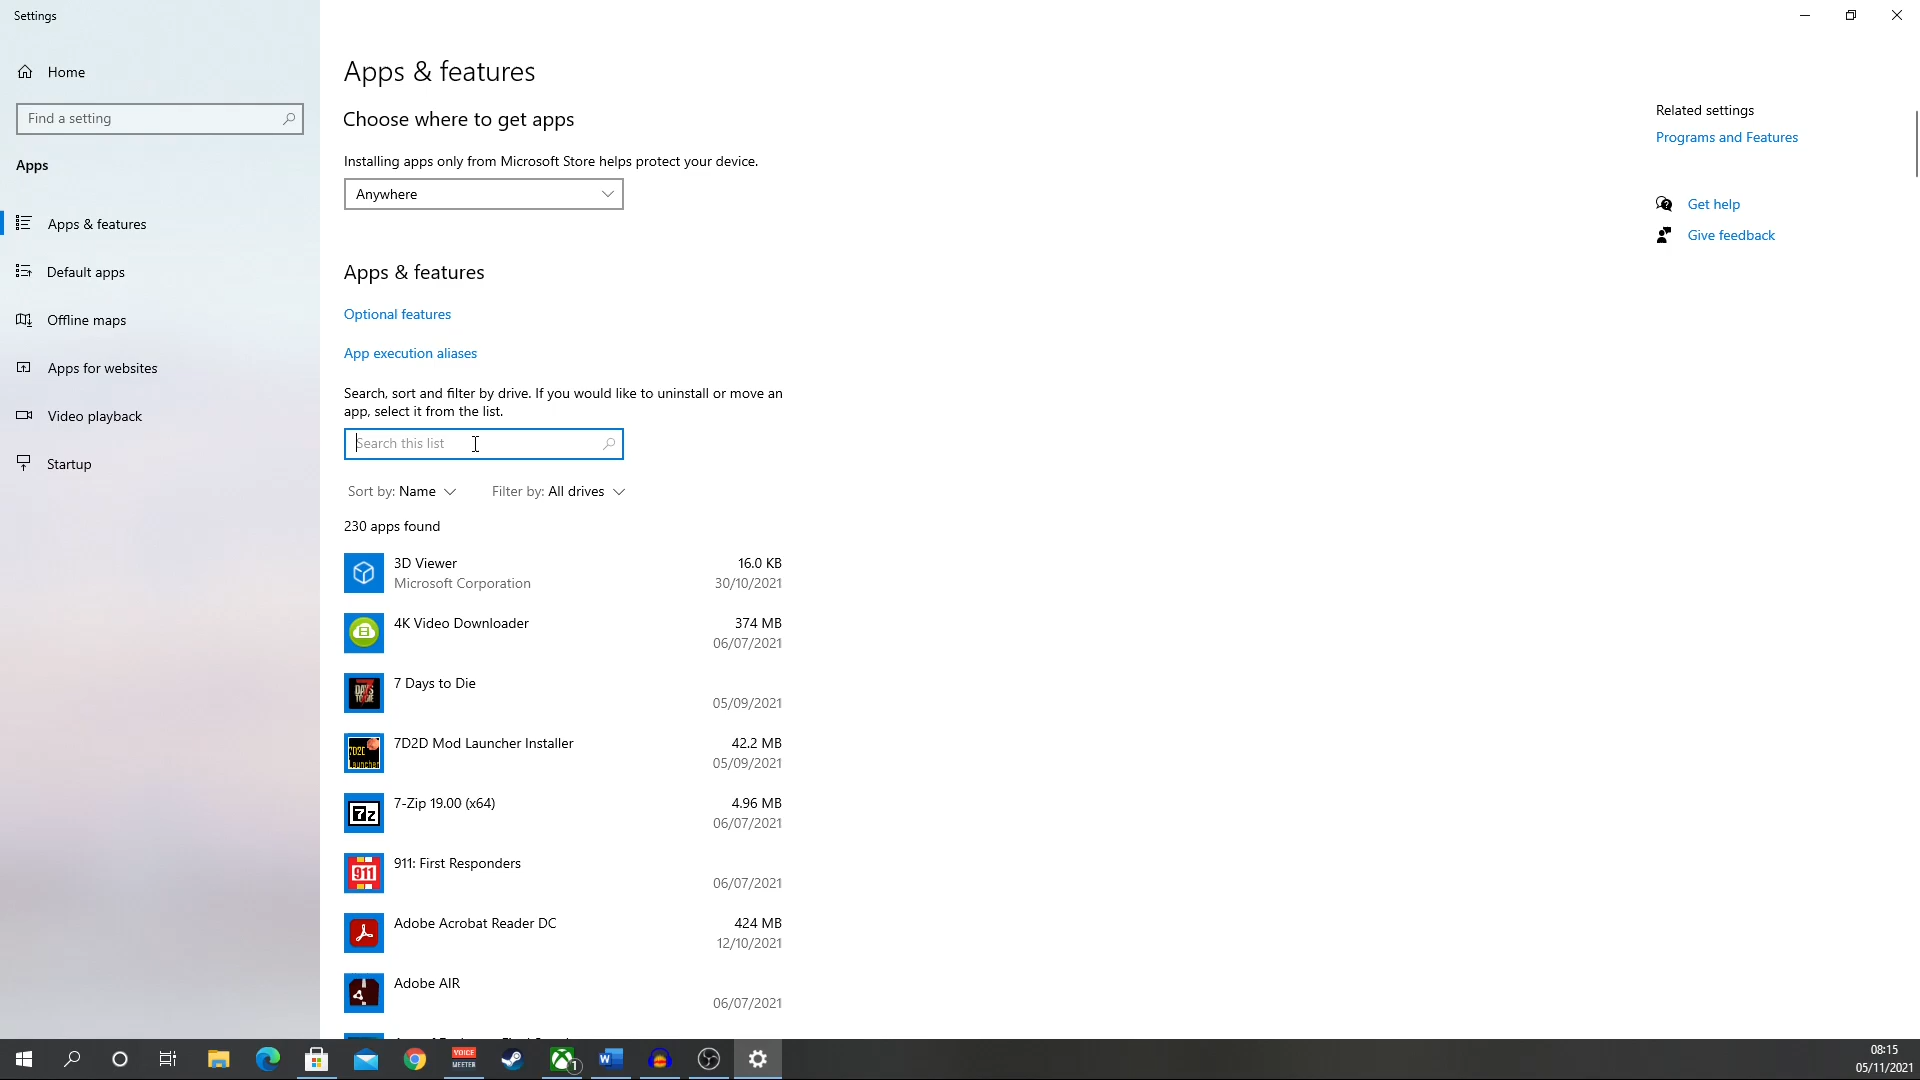 Settings
Home
Find a setting
Apps
Apps & features
Default apps
Offline maps
Apps for websites
Video playback
Startup
Apps & features
Choose where to get apps
Installing apps only from Microsoft Store helps protect your device.
Anywhere
Apps & features
Optional features
App execution aliases
Search, sort and filter by drive. If you would like to uninstall or move an
app, select it from the list.
Search this list
Sort by: Name Filter by: All drives
230 apps found
3D Viewer 16.0 KB
Microsoft Corporation 30/10/2021
4K Video Downloader 374 MB
06/07/2021
7 Days to Die
05/09/2021
7D2D Mod Launcher Installer 42.2 MB
05/09/2021
7-Zip 19.00 (x64) 4.96 MB
06/07/2021
911: First Responders
06/07/2021
Adobe Acrobat Reader DC 424 MB
12/10/2021
Adobe AIR
06/07/2021
Related settings
Programs and Features
Get help
Give feedback
VOICE
MEETER
1
08:15
05/11/2021